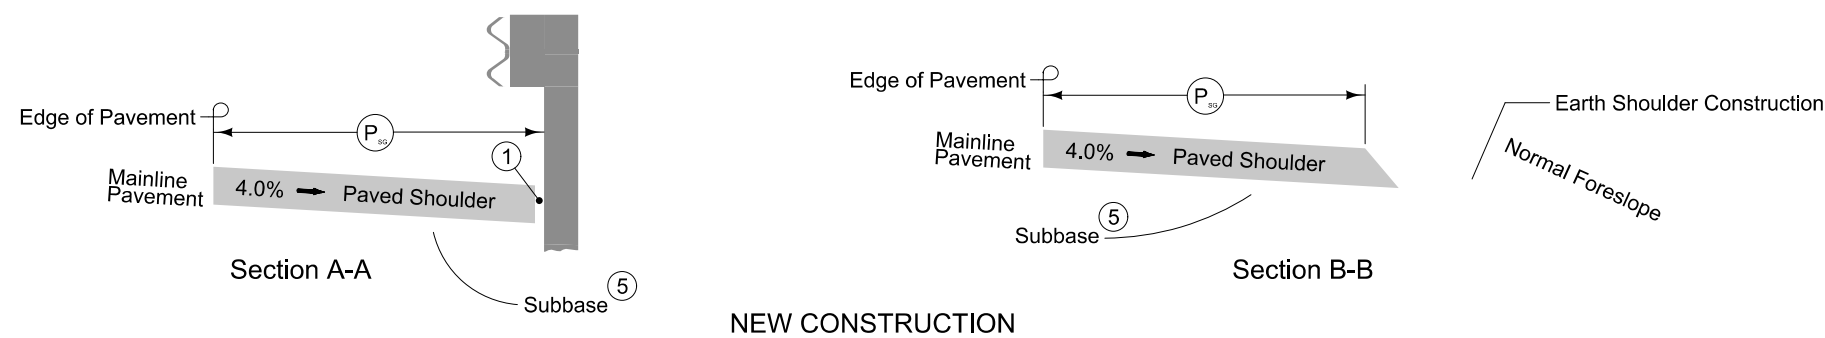 Edge of Pavement
P SG
1
Mainline
Pavement
4.0%
Paved Shoulder
Section A-A
Subbase
5
Edge of Pavement
P SG
Earth Shoulder Construction
Mainline
Pavement
4.0%
Paved Shoulder
Normal Foreslope
Subbase
5
Section B-B
NEW CONSTRUCTION